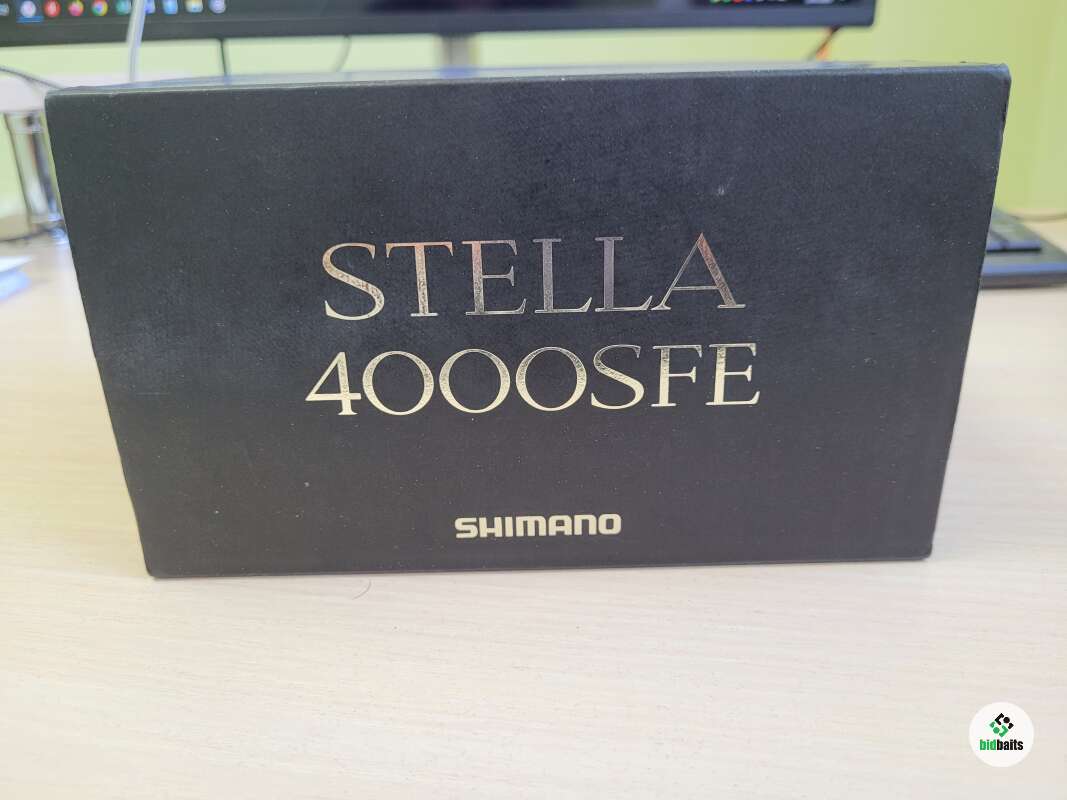 STELLA
4000SFE
SHIMANO
bidbaits